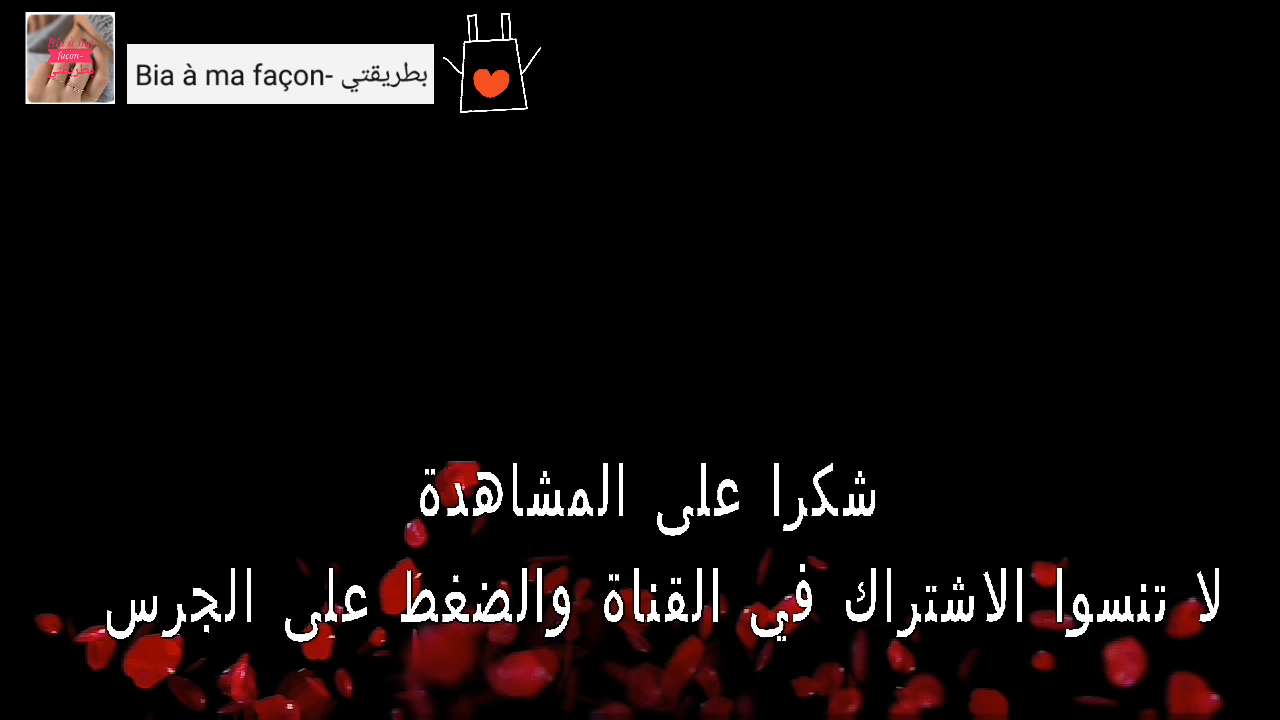 Bia à ma façon- بطريقتي
شكرا على المشاهدة
لا تنسوا الاشتراك في القناة والضغط على الجرس